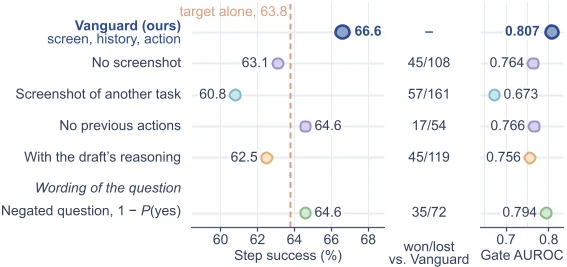 target alone, 63.8
Vanguard (ours)
screen, history, action
66.6
–
0.807
No screenshot
63.1
45/108
0.764
Screenshot of another task
60.8
57/161
0.673
No previous actions
64.6
17/54
0.766
With the draft's reasoning
62.5
45/119
0.756
Wording of the question
Negated question, 1 − P(yes)
64.6
35/72
0.794
60 62 64 66 68
0.7 0.8
Step success (%)
won/lost
vs. Vanguard
Gate AUROC